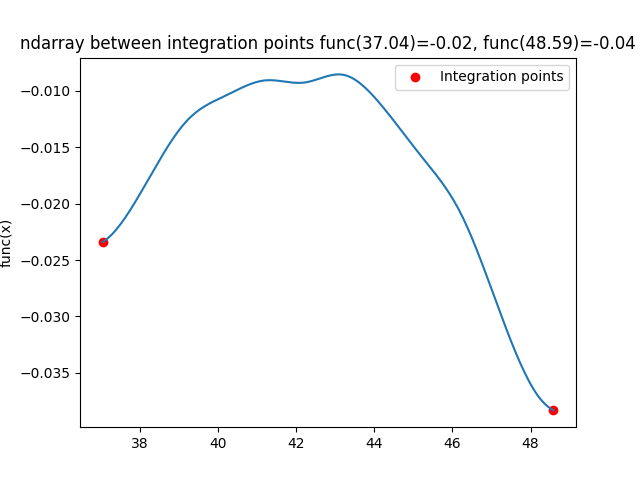 ndarray between integration points func(37.04)=-0.02, func(48.59)=-0.04
Integration points
func(x)
−0.010
−0.015
−0.020
−0.025
−0.030
−0.035
38 40 42 44 46 48